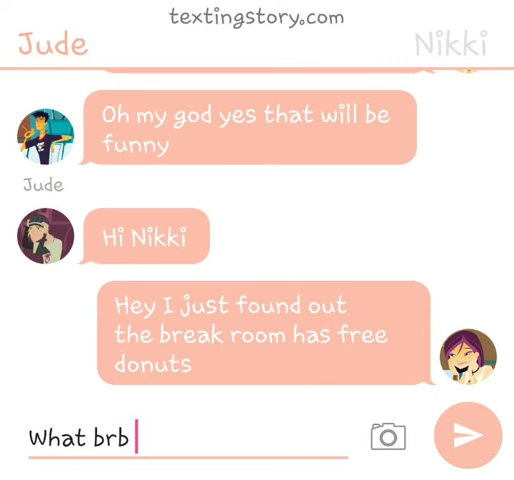 textingstory.com
Jude
Nikki
Oh my god yes that will be
funny
Jude
Hi Nikki
Hey I just found out
the break room has free
donuts
What brb